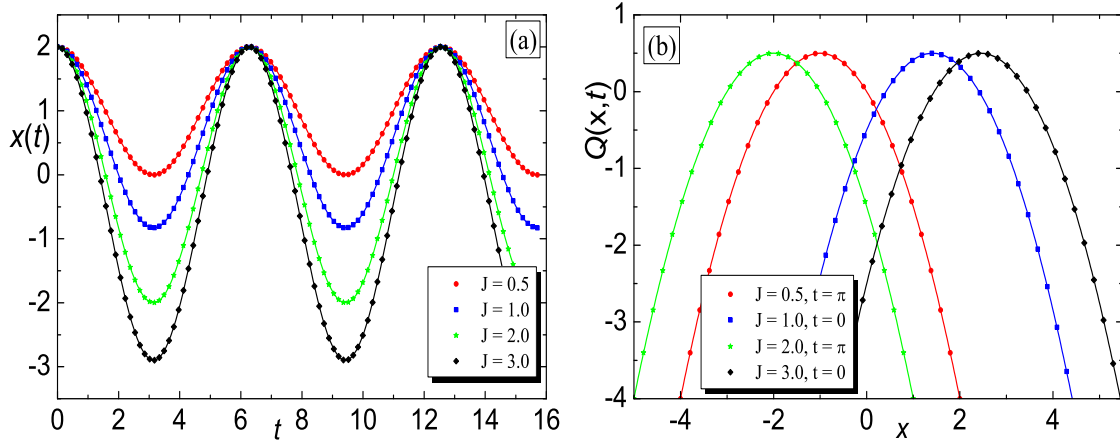 (a)
x(t)
2
1
0
-1
-2
-3
0 2 4 6 8 10 12 14 16
t
J = 0.5
J = 1.0
J = 2.0
J = 3.0
(b)
Q(x,t)
1
0
-1
-2
-3
-4
-4 -2 0 2 4
x
J = 0.5, t = π
J = 1.0, t = 0
J = 2.0, t = π
J = 3.0, t = 0